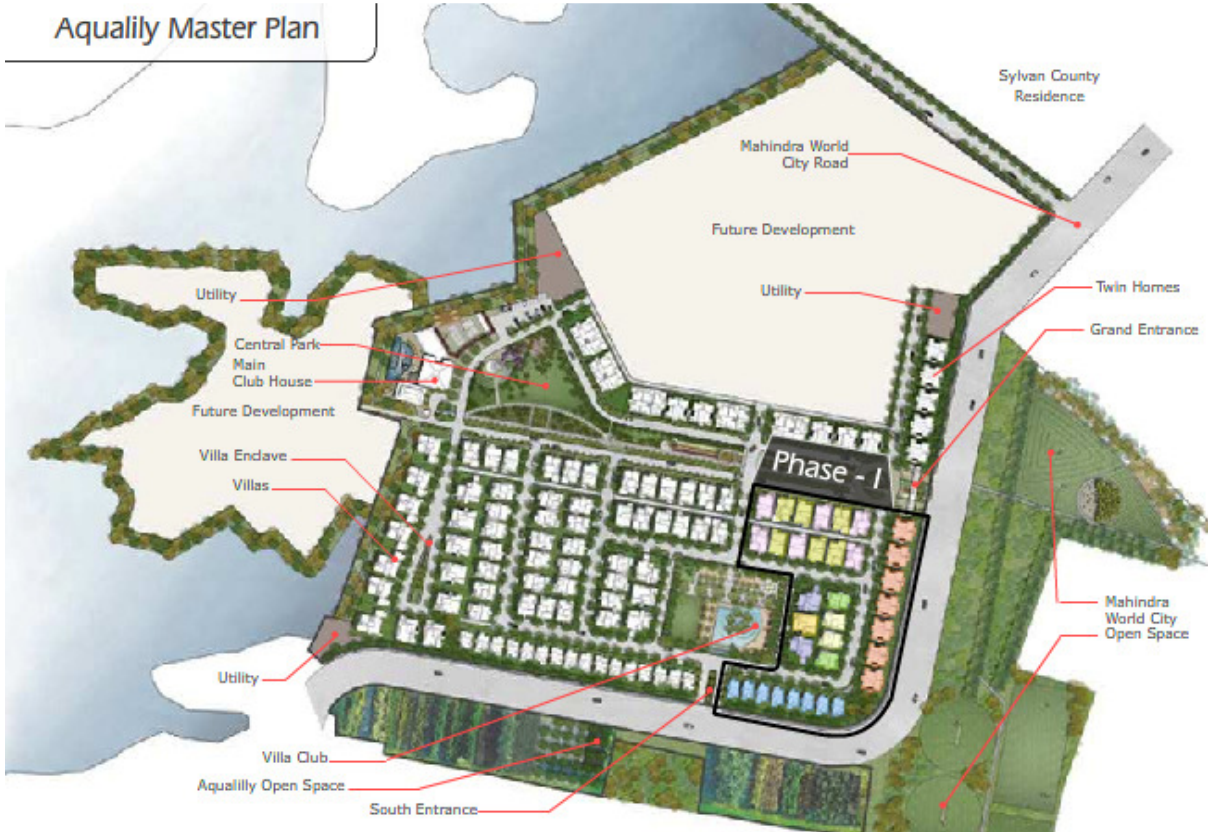 Aqualily Master Plan
Sylvan County
Residence
Mahindra World
City Road
Future Development
Utility
Utility
Twin Homes
Grand Entrance
Central Park
Main
Club House
Future Development
Villa Enclave
Villas
Phase - I
Mahindra
World City
Open Space
Utility
Villa Club
Aqualilly Open Space
South Entrance